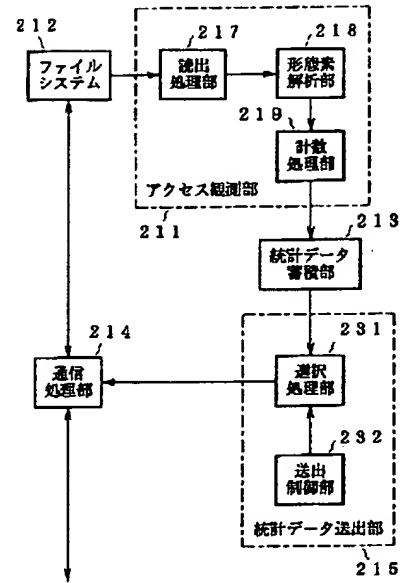 212
ファイル
システム
217
読出
処理部
218
形態素
解析部
219
計数
処理部
アクセス観測部
211
213
統計データ
蓄積部
214
通信
処理部
231
選択
処理部
232
送出
制御部
統計データ送出部
215